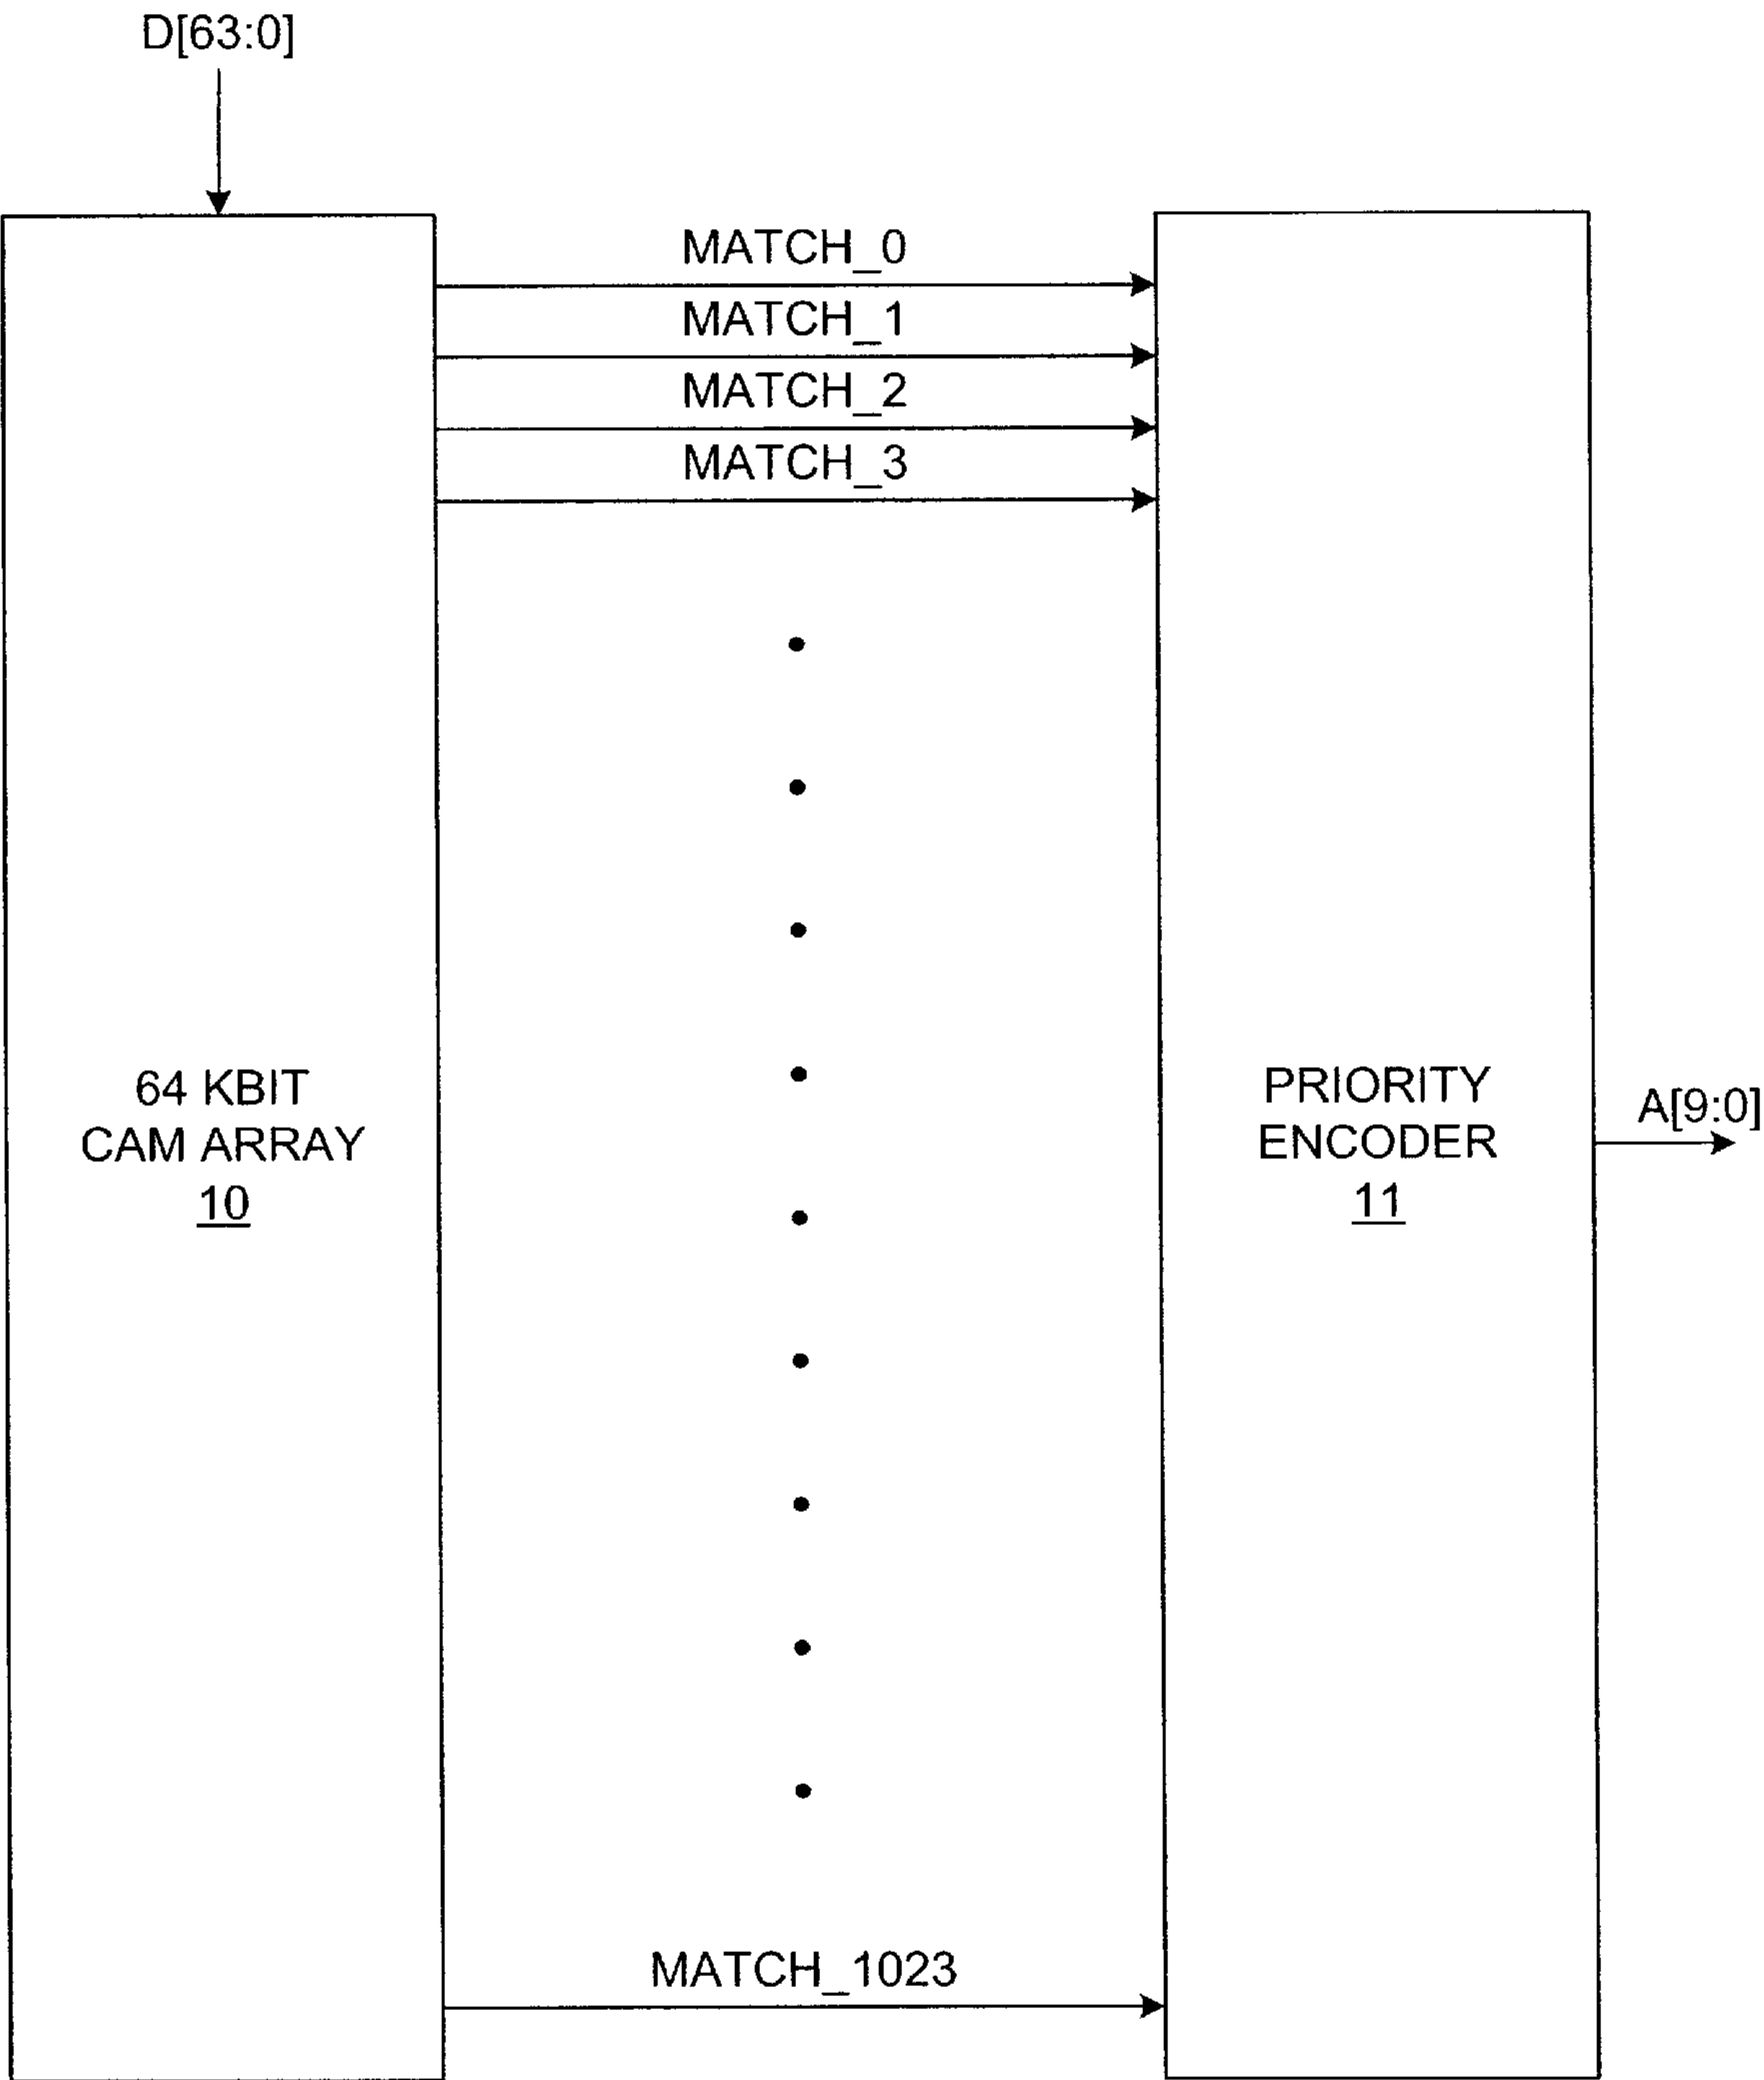 D[63:0]
MATCH_0
MATCH_1
MATCH_2
MATCH_3
64 KBIT
CAM ARRAY
10
PRIORITY
ENCODER
11
A[9:0]
MATCH_1023